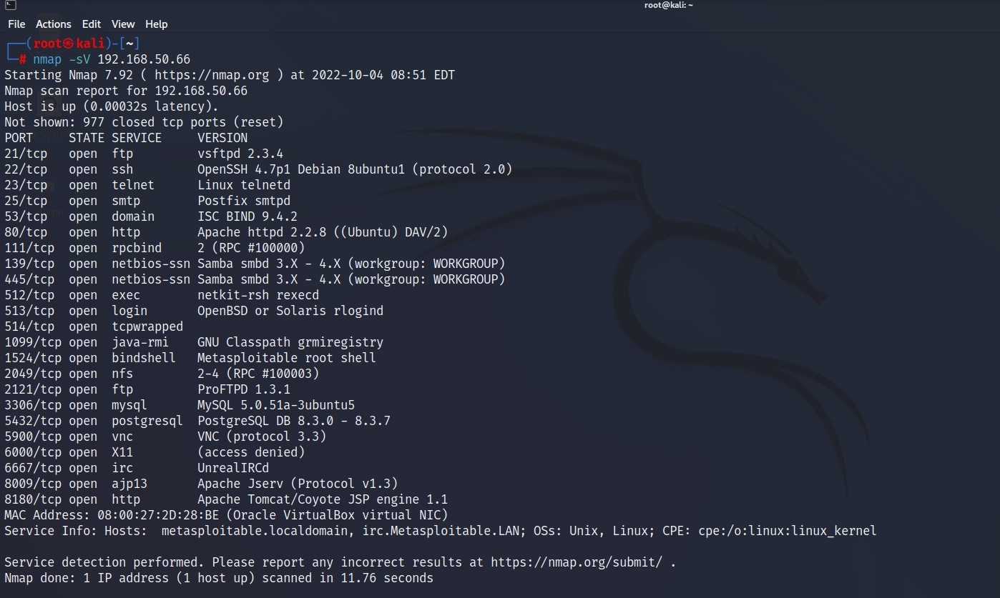 root@kali: ~
File Actions Edit View Help
┌──(root㉿kali)-[~]
└─# nmap -sV 192.168.50.66
Starting Nmap 7.92 ( https://nmap.org ) at 2022-10-04 08:51 EDT
Nmap scan report for 192.168.50.66
Host is up (0.00032s latency).
Not shown: 977 closed tcp ports (reset)
PORT     STATE SERVICE     VERSION
21/tcp   open  ftp         vsftpd 2.3.4
22/tcp   open  ssh         OpenSSH 4.7p1 Debian 8ubuntu1 (protocol 2.0)
23/tcp   open  telnet      Linux telnetd
25/tcp   open  smtp        Postfix smtpd
53/tcp   open  domain      ISC BIND 9.4.2
80/tcp   open  http        Apache httpd 2.2.8 ((Ubuntu) DAV/2)
111/tcp  open  rpcbind     2 (RPC #100000)
139/tcp  open  netbios-ssn Samba smbd 3.X - 4.X (workgroup: WORKGROUP)
445/tcp  open  netbios-ssn Samba smbd 3.X - 4.X (workgroup: WORKGROUP)
512/tcp  open  exec        netkit-rsh rexecd
513/tcp  open  login       OpenBSD or Solaris rlogind
514/tcp  open  tcpwrapped
1099/tcp open  java-rmi    GNU Classpath grmiregistry
1524/tcp open  bindshell   Metasploitable root shell
2049/tcp open  nfs         2-4 (RPC #100003)
2121/tcp open  ftp         ProFTPD 1.3.1
3306/tcp open  mysql       MySQL 5.0.51a-3ubuntu5
5432/tcp open  postgresql  PostgreSQL DB 8.3.0 - 8.3.7
5900/tcp open  vnc         VNC (protocol 3.3)
6000/tcp open  X11         (access denied)
6667/tcp open  irc         UnrealIRCd
8009/tcp open  ajp13       Apache Jserv (Protocol v1.3)
8180/tcp open  http        Apache Tomcat/Coyote JSP engine 1.1
MAC Address: 08:00:27:2D:28:BE (Oracle VirtualBox virtual NIC)
Service Info: Hosts:  metasploitable.localdomain, irc.Metasploitable.LAN; OSs: Unix, Linux; CPE: cpe:/o:linux:linux_kernel
Service detection performed. Please report any incorrect results at https://nmap.org/submit/ .
Nmap done: 1 IP address (1 host up) scanned in 11.76 seconds